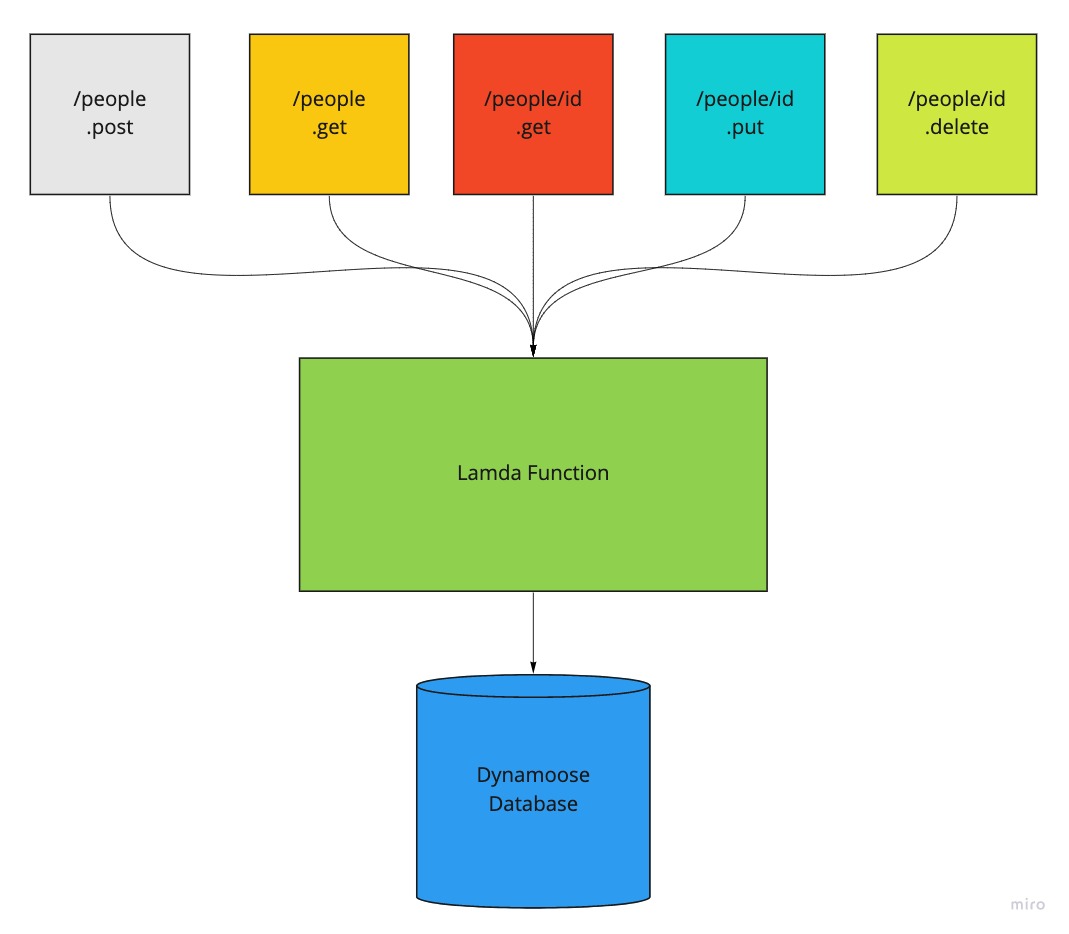 /people
.post
/people
.get
/people/id
.get
/people/id
.put
/people/id
.delete
Lamda Function
Dynamoose
Database
miro